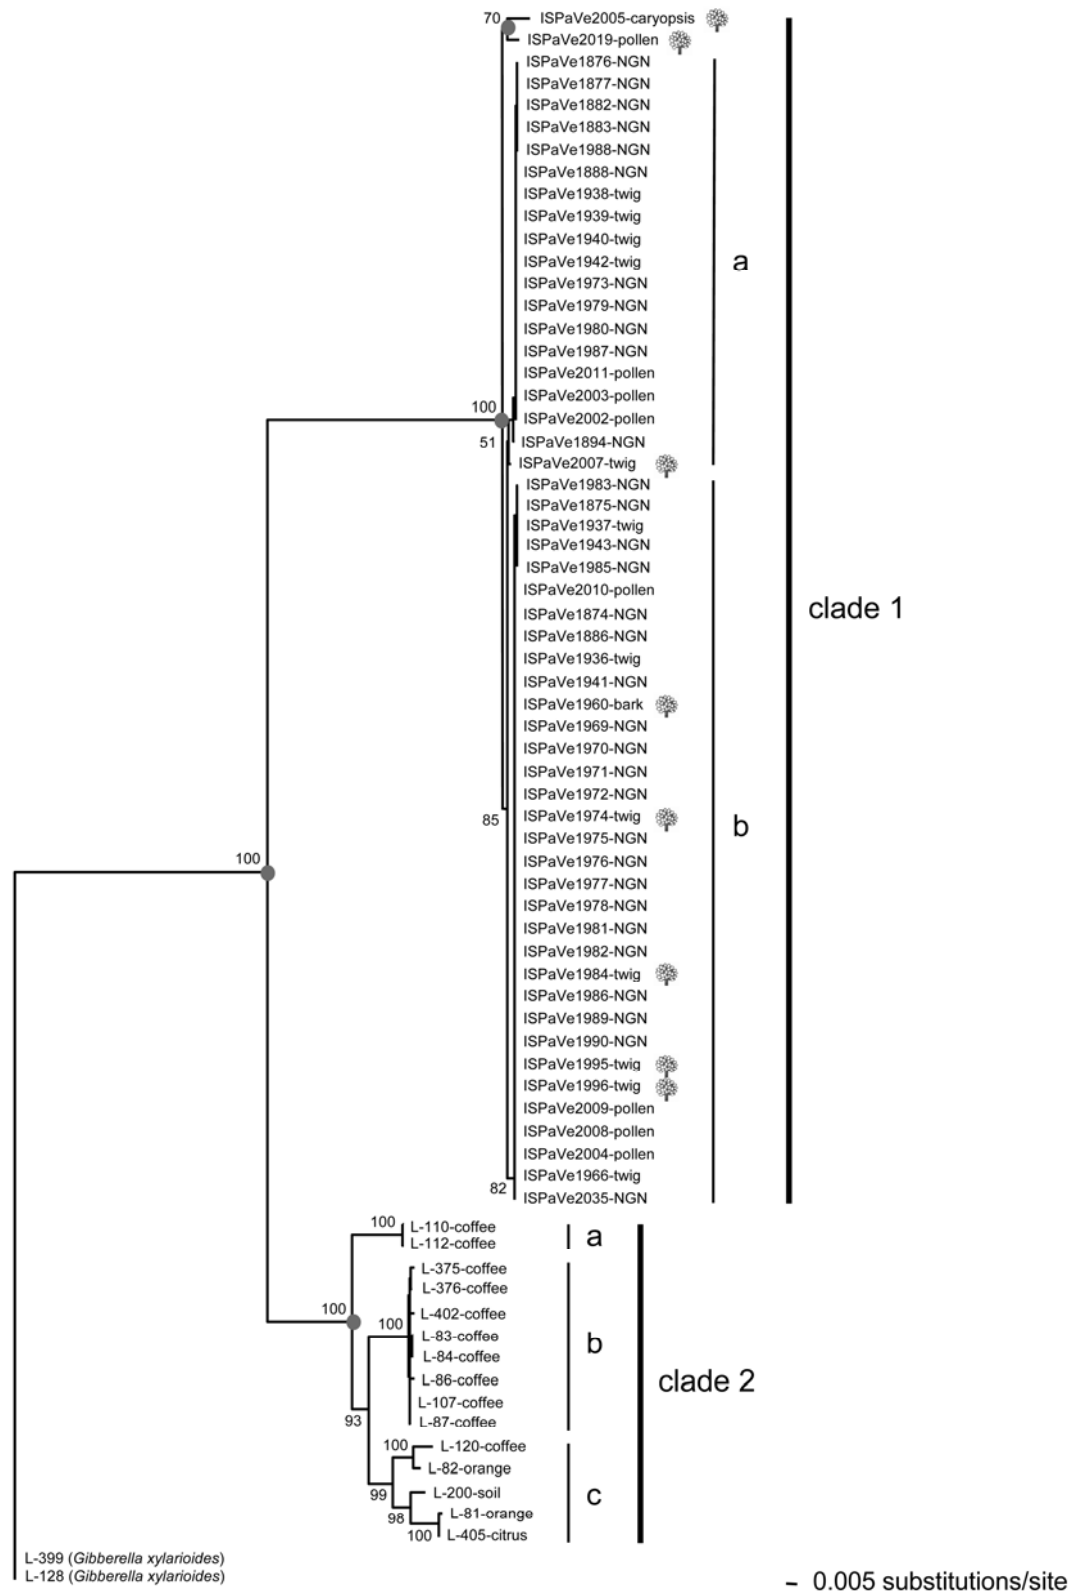 70
ISPaVe2005-caryopsis
ISPaVe2019-pollen
ISPaVe1876-NGN
ISPaVe1877-NGN
ISPaVe1882-NGN
ISPaVe1883-NGN
ISPaVe1988-NGN
ISPaVe1888-NGN
ISPaVe1938-twig
ISPaVe1939-twig
ISPaVe1940-twig
ISPaVe1942-twig
a
ISPaVe1973-NGN
ISPaVe1979-NGN
ISPaVe1980-NGN
ISPaVe1987-NGN
ISPaVe2011-pollen
ISPaVe2003-pollen
100
ISPaVe2002-pollen
51
ISPaVe1894-NGN
ISPaVe2007-twig
ISPaVe1983-NGN
ISPaVe1875-NGN
ISPaVe1937-twig
ISPaVe1943-NGN
ISPaVe1985-NGN
ISPaVe2010-pollen
clade 1
ISPaVe1874-NGN
ISPaVe1886-NGN
ISPaVe1936-twig
ISPaVe1941-NGN
ISPaVe1960-bark
ISPaVe1969-NGN
ISPaVe1970-NGN
ISPaVe1971-NGN
ISPaVe1972-NGN
85
ISPaVe1974-twig
b
ISPaVe1975-NGN
100
ISPaVe1976-NGN
ISPaVe1977-NGN
ISPaVe1978-NGN
ISPaVe1981-NGN
ISPaVe1982-NGN
ISPaVe1984-twig
ISPaVe1986-NGN
ISPaVe1989-NGN
ISPaVe1990-NGN
ISPaVe1995-twig
ISPaVe1996-twig
ISPaVe2009-pollen
ISPaVe2008-pollen
ISPaVe2004-pollen
ISPaVe1966-twig
82
ISPaVe2035-NGN
100
L-110-coffee
L-112-coffee
a
L-375-coffee
L-376-coffee
100
L-402-coffee
100
L-83-coffee
b
L-84-coffee
L-86-coffee
clade 2
L-107-coffee
93
L-87-coffee
100
L-120-coffee
L-82-orange
99
L-200-soil
c
98
L-81-orange
100
L-405-citrus
L-399 (Gibberella xylarioides)
L-128 (Gibberella xylarioides)
0.005 substitutions/site